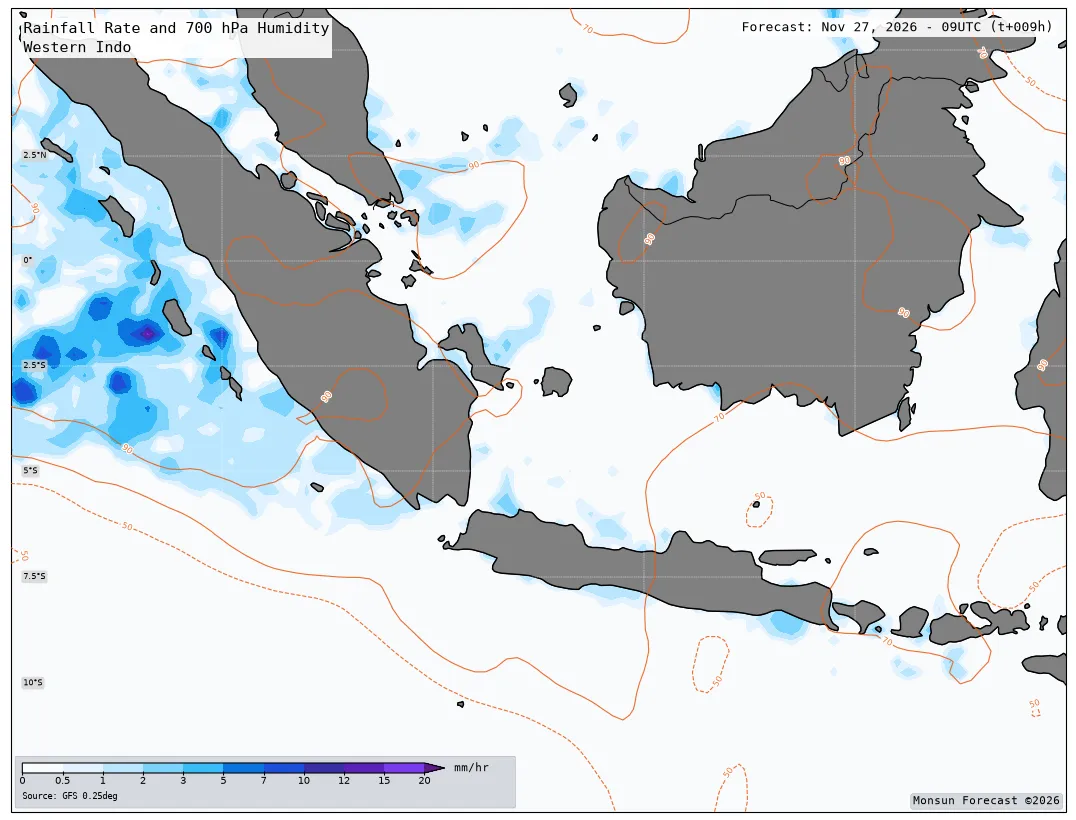 Rainfall Rate and 700 hPa Humidity
Western Indo
Forecast: Nov 27, 2026 - 09UTC (t+009h)
70
70
50
90
2.5°N
90
90
90
90
0°
90
90
2.5°S
90
70
90
5°S
50
50
50
7.5°S
50
70
10°S
50
50
50
mm/hr
0 0.5 1 2 3 5 7 10 12 15 20
Source: GFS 0.25deg
Monsun Forecast ©2026